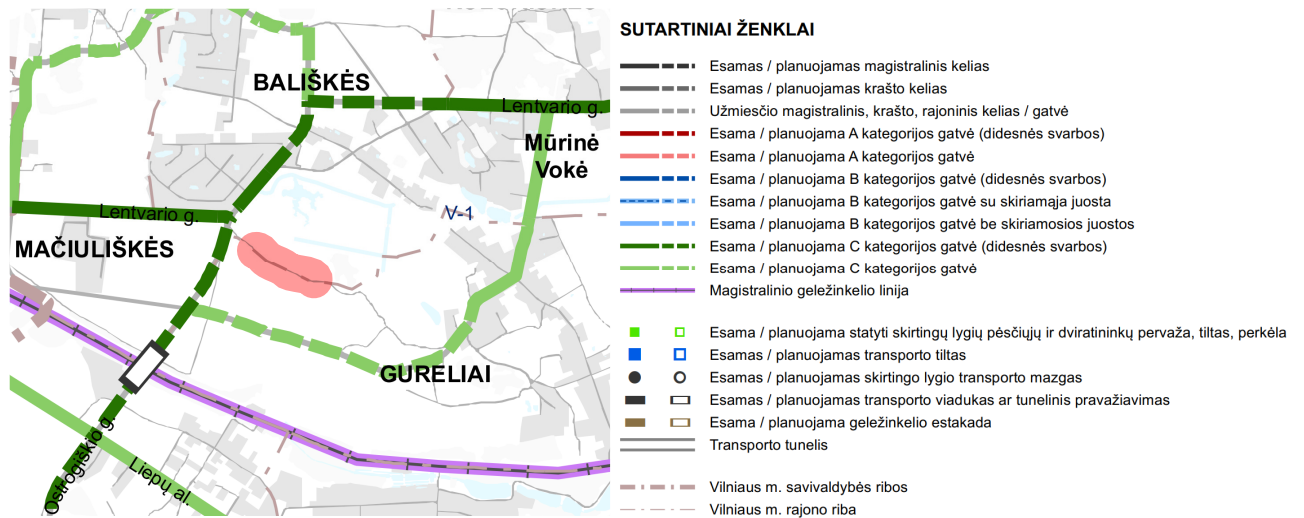 BALIŠKĖS
Lentvario g.
Mūrinė
Vokė
Lentvario g.
V-1
MAČIULIŠKĖS
GURELIAI
Ostrogiškio g.
Liepų al.
SUTARTINIAI ŽENKLAI
Esamas / planuojamas magistralinis kelias
Esamas / planuojamas krašto kelias
Užmiesčio magistralinis, krašto, rajoninis kelias / gatvė
Esama / planuojama A kategorijos gatvė (didesnės svarbos)
Esama / planuojama A kategorijos gatvė
Esama / planuojama B kategorijos gatvė (didesnės svarbos)
Esama / planuojama B kategorijos gatvė su skiriamąja juosta
Esama / planuojama B kategorijos gatvė be skiriamosios juostos
Esama / planuojama C kategorijos gatvė (didesnės svarbos)
Esama / planuojama C kategorijos gatvė
Magistralinio geležinkelio linija
Esama / planuojama statyti skirtingų lygių pėsčiųjų ir dviratininkų pervaža, tiltas, perkėla
Esamas / planuojamas transporto tiltas
Esamas / planuojamas skirtingo lygio transporto mazgas
Esamas / planuojamas transporto viadukas ar tunelinis pravažiavimas
Esama / planuojama geležinkelio estakada
Transporto tunelis
Vilniaus m. savivaldybės ribos
Vilniaus m. rajono riba